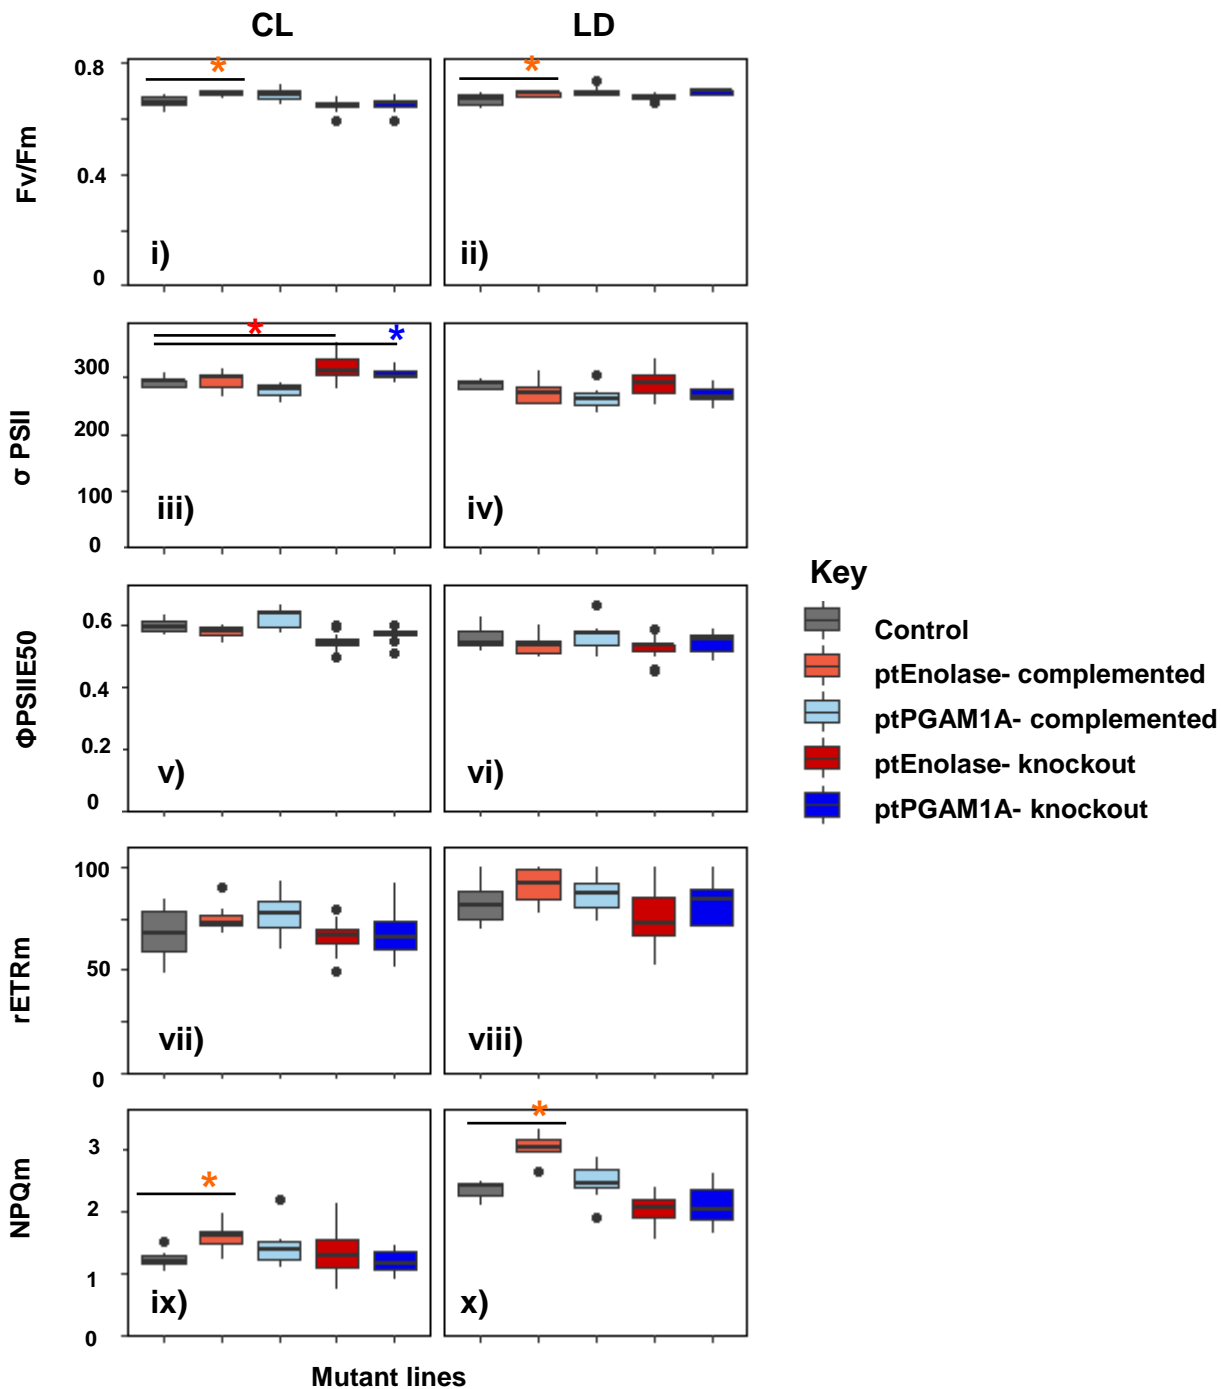 CL
LD
Fv/Fm
0.8
0.4
0
*
i)
*
ii)
σ PSII
300
200
100
0
*
*
iii)
iv)
ΦPSIIE50
0.6
0.4
0.2
0
v)
vi)
Key
Control
ptEnolase- complemented
ptPGAM1A- complemented
ptEnolase- knockout
ptPGAM1A- knockout
rETRm
100
50
0
vii)
viii)
NPQm
3
2
1
0
*
ix)
*
x)
Mutant lines